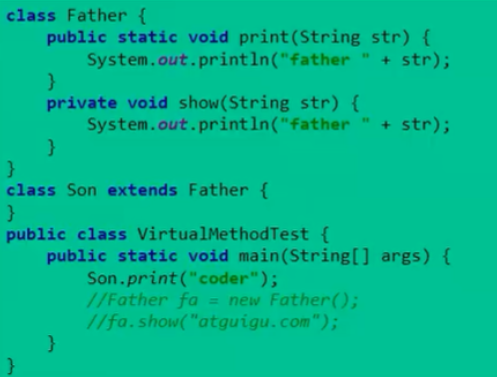 class Father {
    public static void print(String str) {
        System.out.println("father " + str);
    }
    private void show(String str) {
        System.out.println("father " + str);
    }
}
class Son extends Father {
}
public class VirtualMethodTest {
    public static void main(String[] args) {
        Son.print("coder");
        //Father fa = new Father();
        //fa.show("atguigu.com");
    }
}